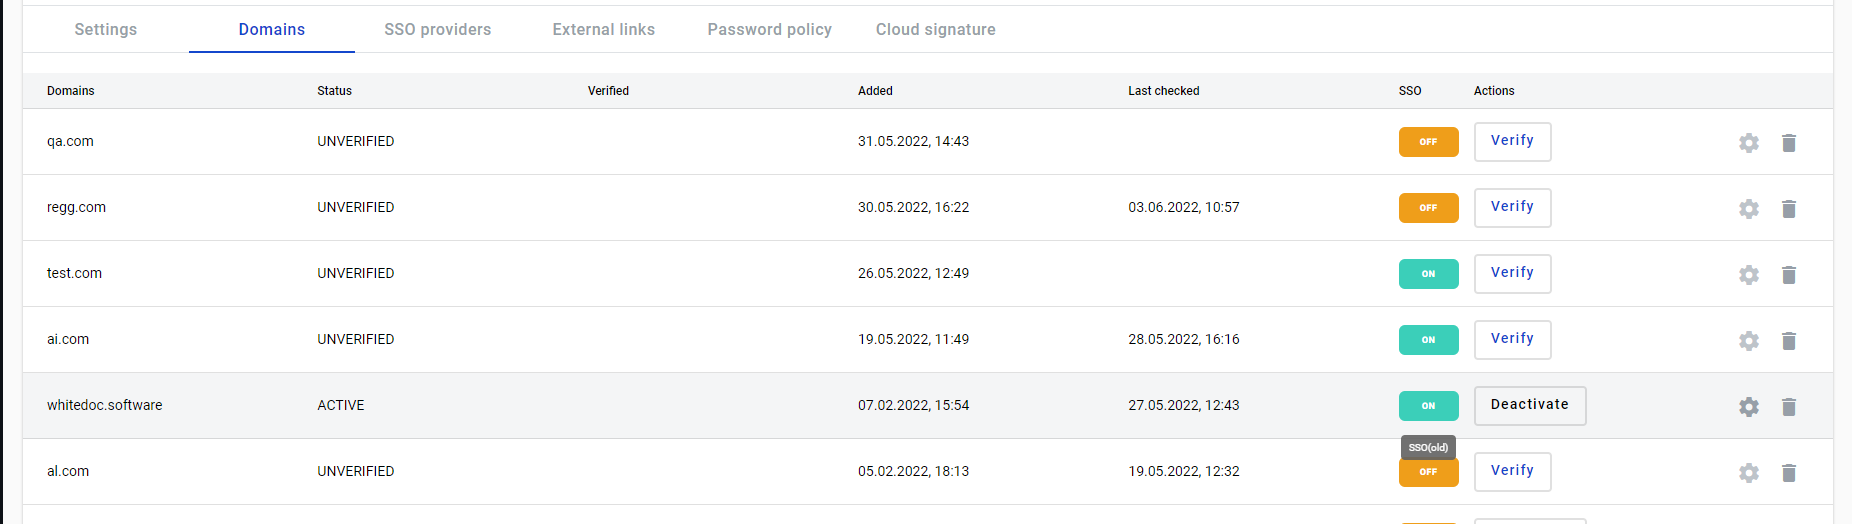 Settings Domains SSO providers External links Password policy Cloud signature
Domains Status Verified Added Last checked SSO Actions
qa.com UNVERIFIED 31.05.2022, 14:43 OFF Verify
regg.com UNVERIFIED 30.05.2022, 16:22 03.06.2022, 10:57 OFF Verify
test.com UNVERIFIED 26.05.2022, 12:49 ON Verify
ai.com UNVERIFIED 19.05.2022, 11:49 28.05.2022, 16:16 ON Verify
whitedoc.software ACTIVE 07.02.2022, 15:54 27.05.2022, 12:43 ON Deactivate
SSO(old)
al.com UNVERIFIED 05.02.2022, 18:13 19.05.2022, 12:32 OFF Verify